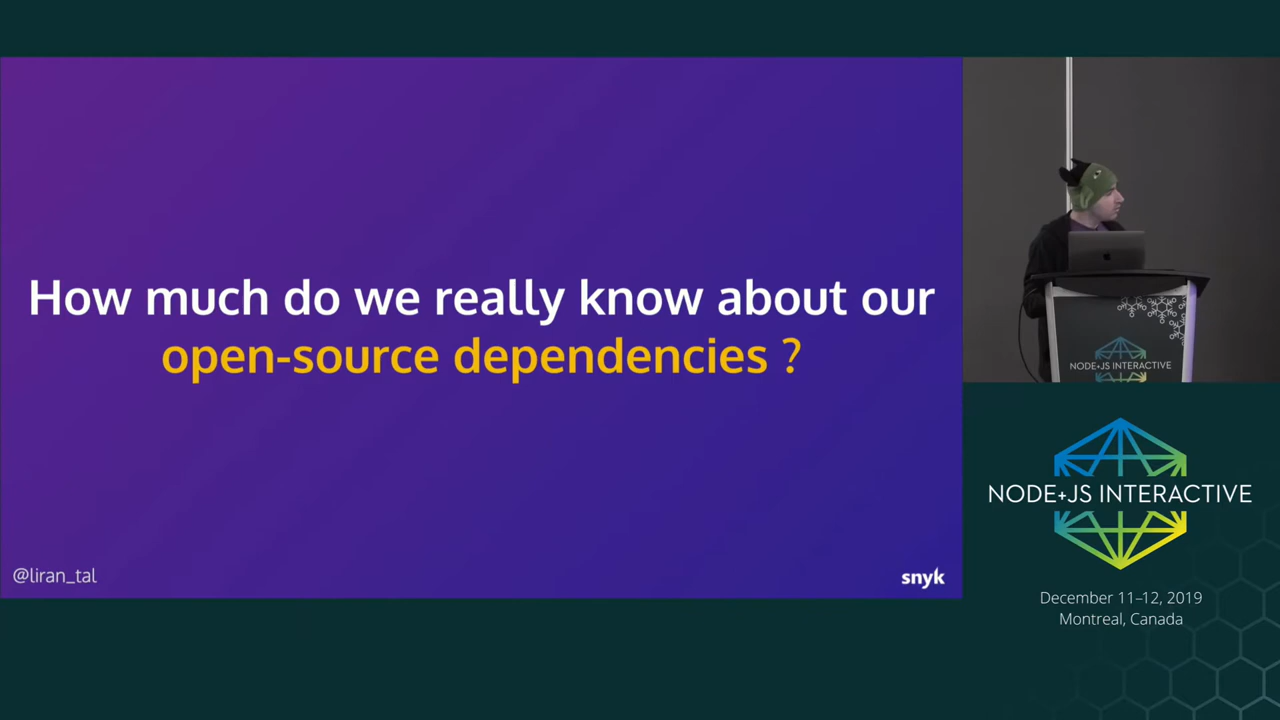 How much do we really know about our
open-source dependencies ?
@liran_tal
snyk
NODE+JS INTERACTIVE
NODE+JS INTERACTIVE
December 11–12, 2019
Montreal, Canada